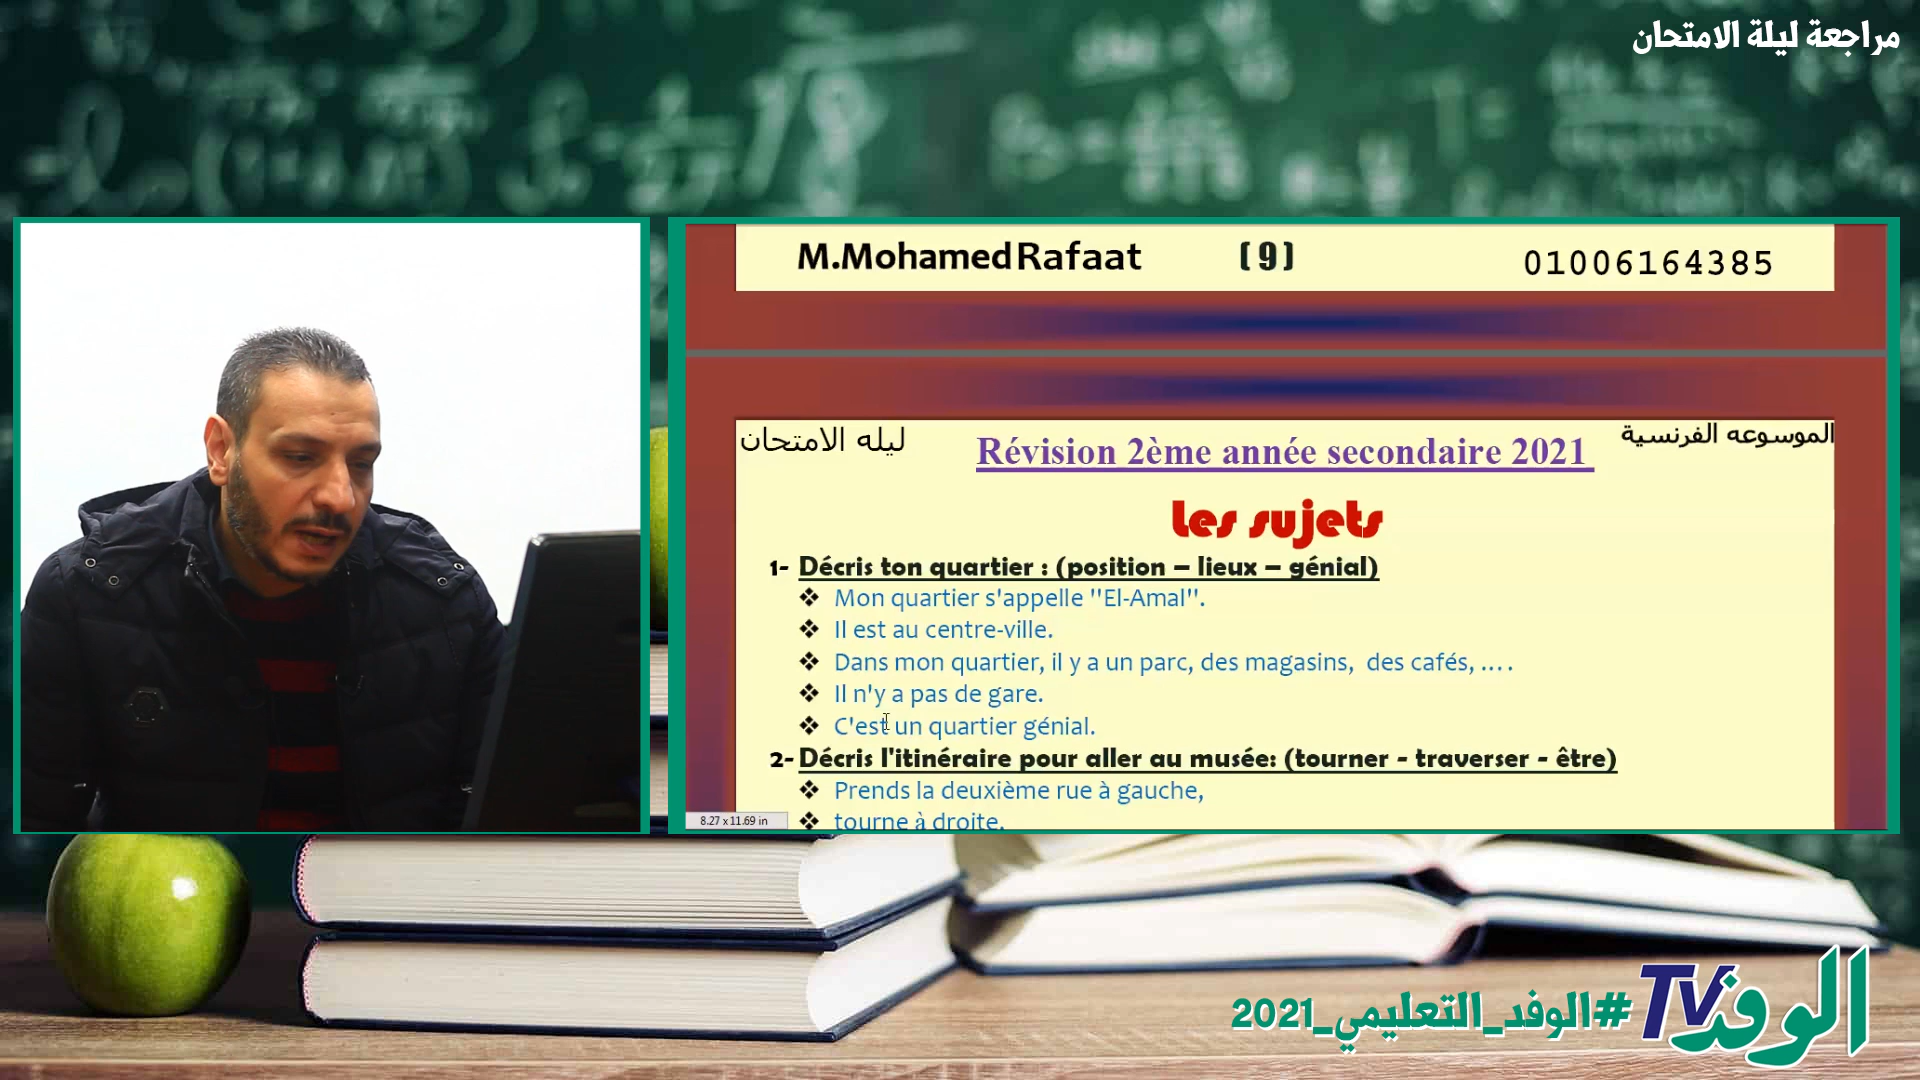 مراجعة ليلة الامتحان
M.Mohamed Rafaat (9) 01006164385
ليله الامتحان
Révision 2ème année secondaire 2021
الموسوعه الفرنسية
Les sujets
1- Décris ton quartier : (position – lieux – génial)
❖ Mon quartier s'appelle "El-Amal".
❖ Il est au centre-ville.
❖ Dans mon quartier, il y a un parc, des magasins, des cafés, ....
❖ Il n'y a pas de gare.
❖ C'est un quartier génial.
2- Décris l'itinéraire pour aller au musée: (tourner - traverser - être)
❖ Prends la deuxième rue à gauche,
❖ tourne à droite.
8.27 x 11.69 in
#الوفد_التعليمي_2021
الوفد TV